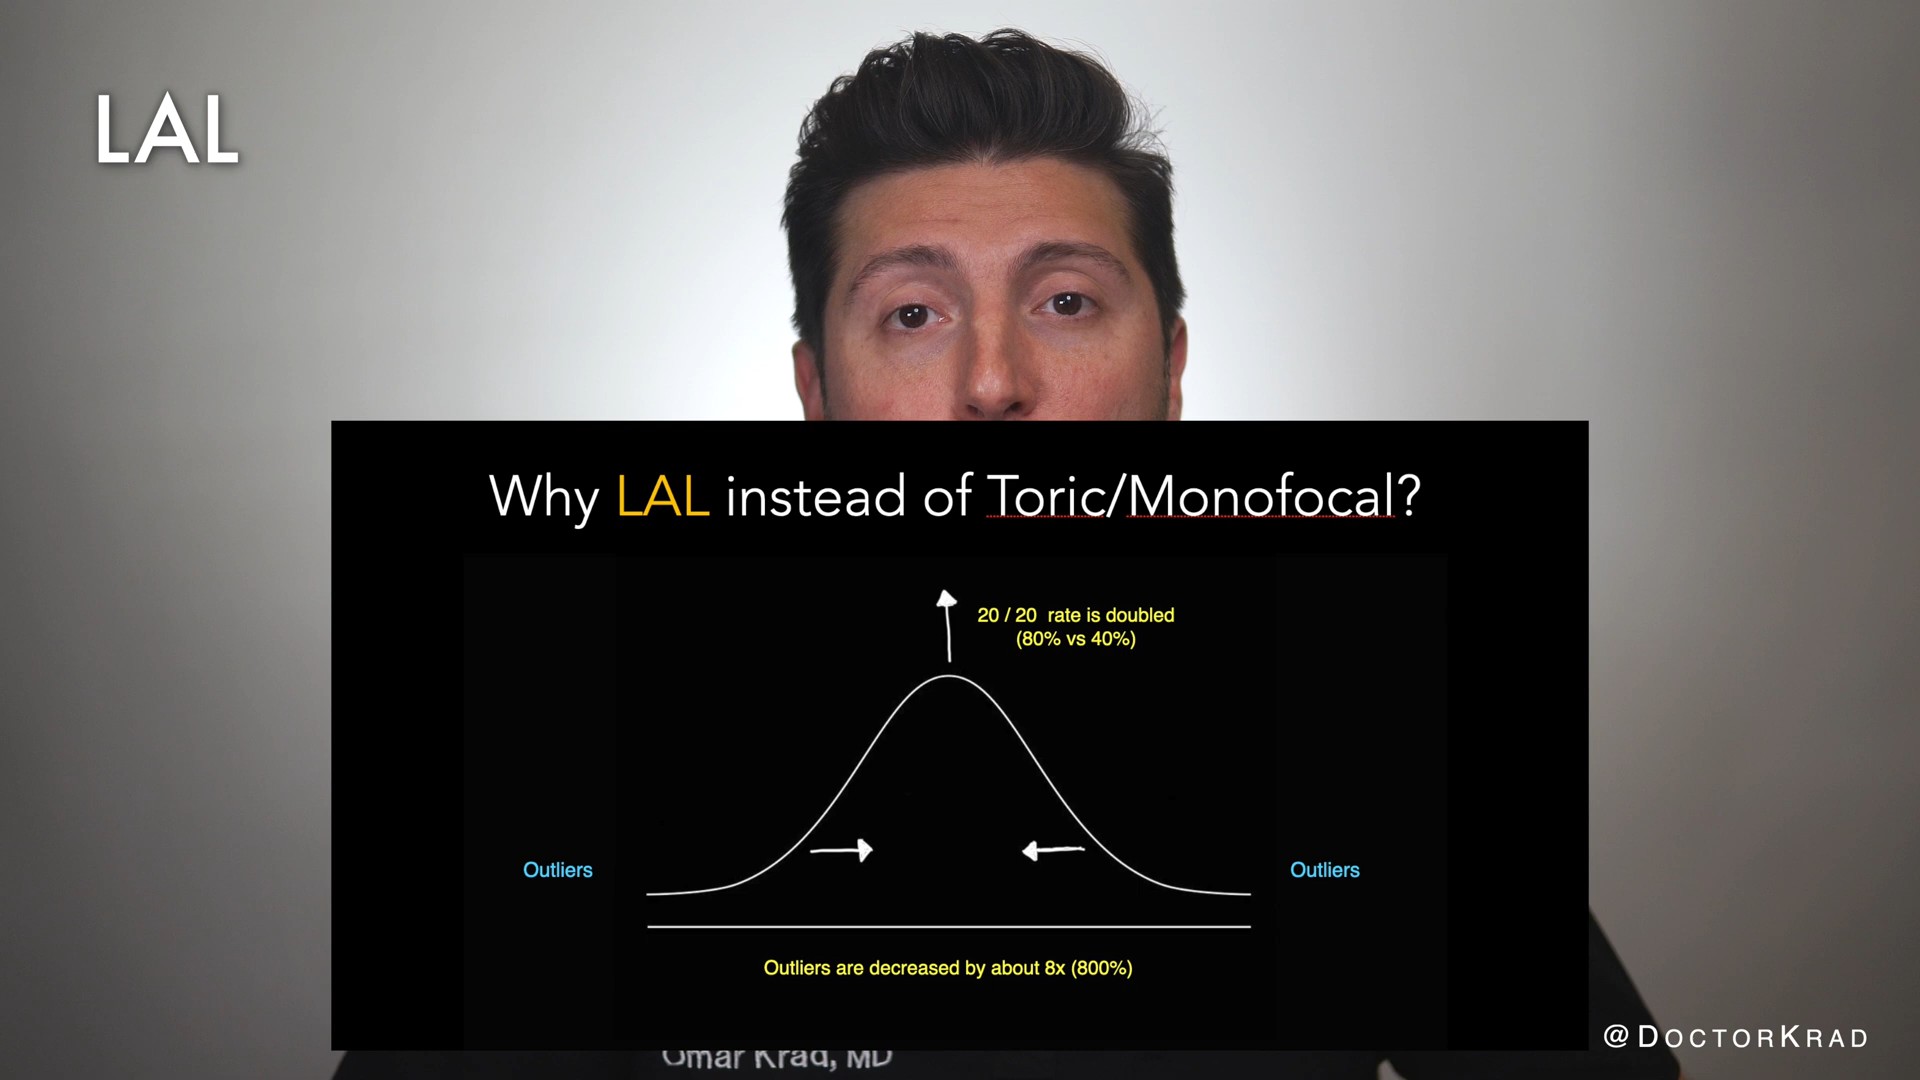 LAL
Why LAL instead of Toric/Monofocal?
20 / 20 rate is doubled
(80% vs 40%)
Outliers
Outliers
Outliers are decreased by about 8x (800%)
Omar Krad, MD
@DOCTORKRAD